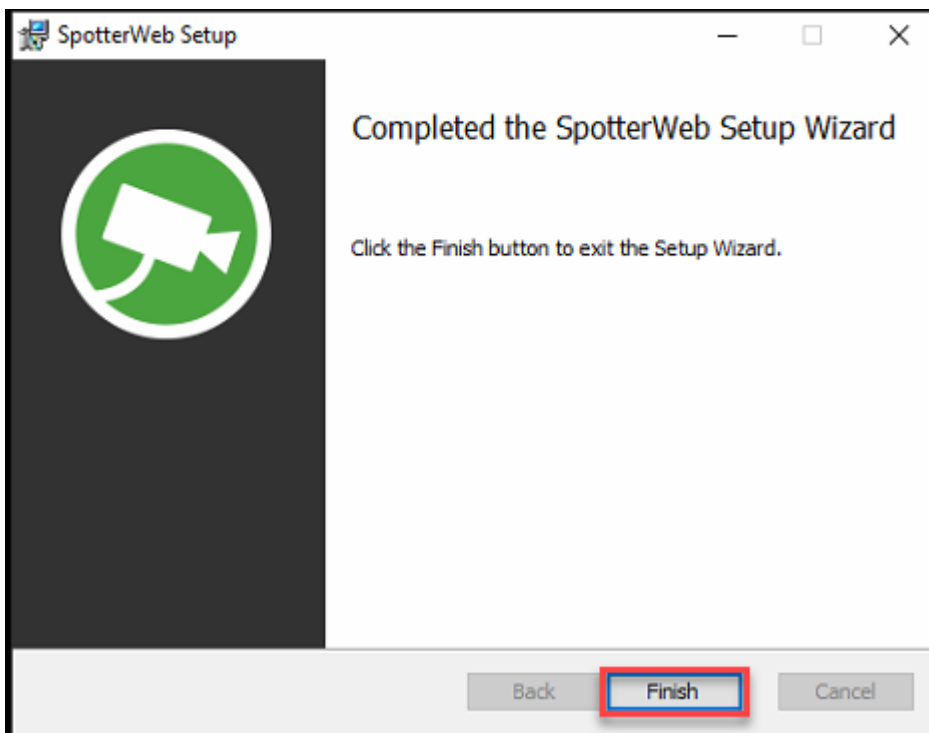 SpotterWeb Setup
Completed the SpotterWeb Setup Wizard
Click the Finish button to exit the Setup Wizard.
Back Finish Cancel